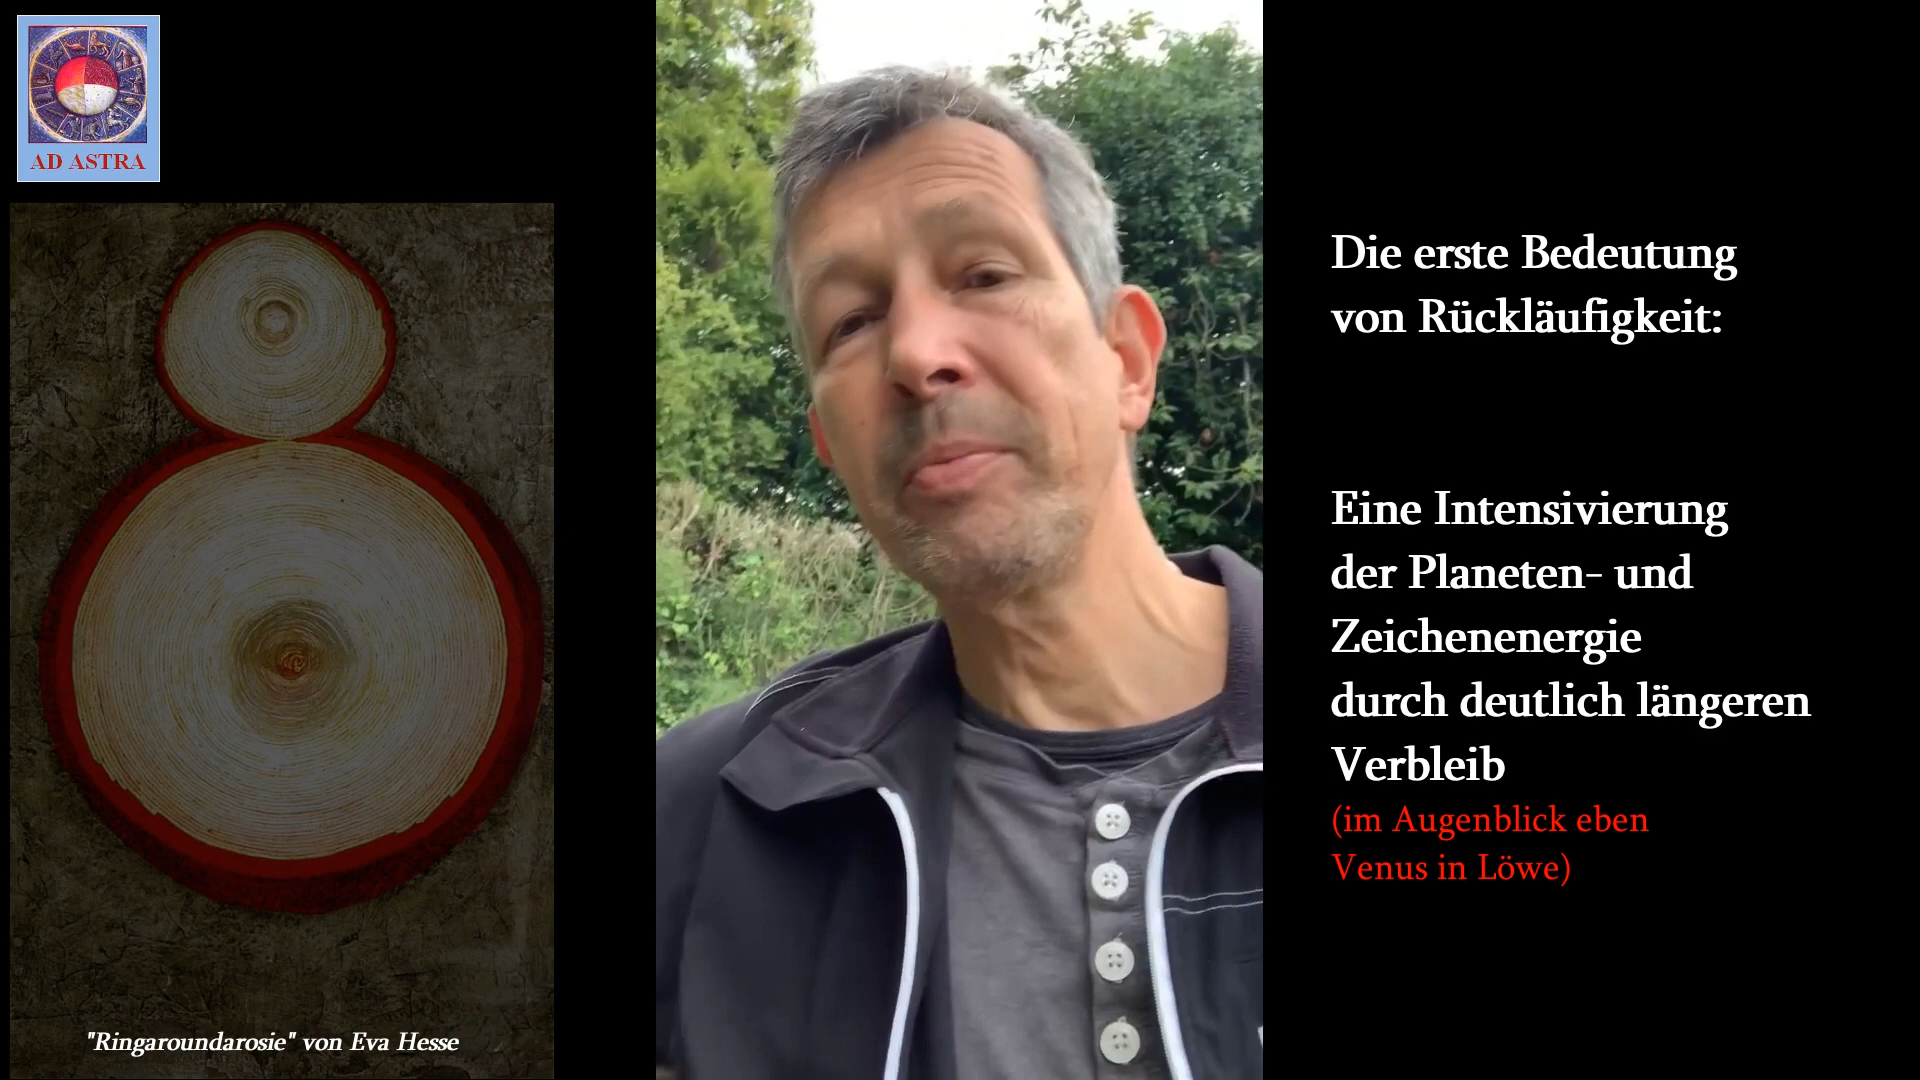 AD ASTRA
"Ringaroundarosie" von Eva Hesse
Die erste Bedeutung
von Rückläufigkeit:
Eine Intensivierung
der Planeten- und
Zeichenenergie
durch deutlich längeren
Verbleib
(im Augenblick eben
Venus in Löwe)